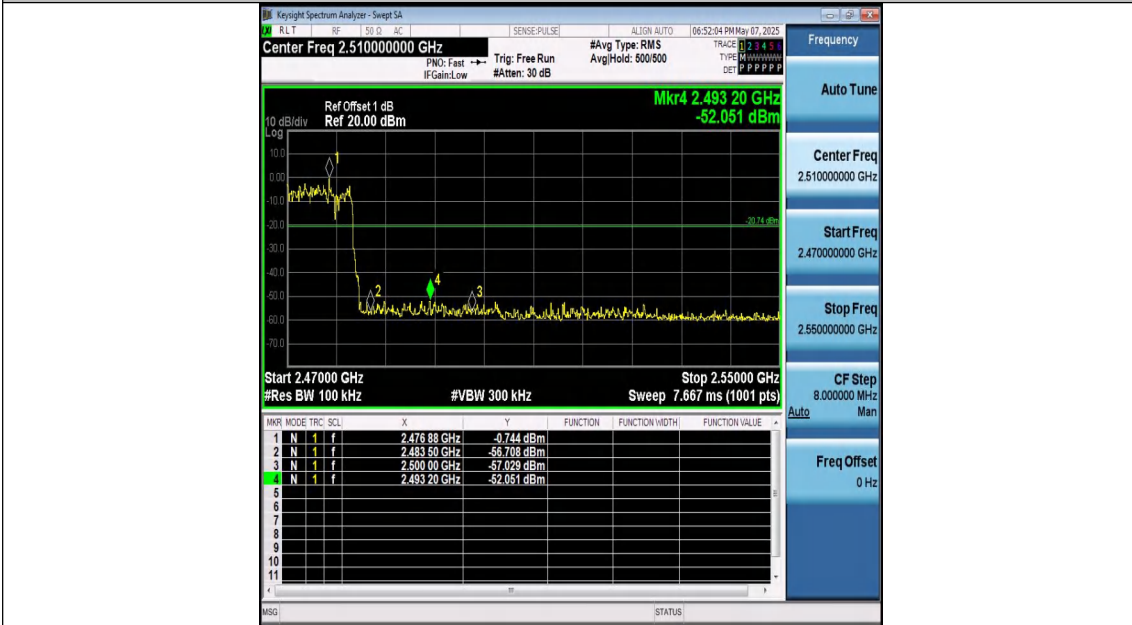 Keysight Spectrum Analyzer - Swept SA
RLT RF 50 Ω AC SENSE:PULSE ALIGN AUTO 06:52:04 PM May 07, 2025
Center Freq 2.510000000 GHz
PNO: Fast
IFGain:Low
Trig: Free Run
#Atten: 30 dB
#Avg Type: RMS
Avg|Hold: 500/500
TRACE 1 2 3 4 5 6
TYPE M WWWWW
DET P P P P P P
Mkr4 2.493 20 GHz
-52.051 dBm
Ref Offset 1 dB
10 dB/div Ref 20.00 dBm
Log
10.0
0.00
-10.0
-20.0
-30.0
-40.0
-50.0
-60.0
-70.0
1
2
4
3
-20.74 dBm
Start 2.47000 GHz Stop 2.55000 GHz
#Res BW 100 kHz #VBW 300 kHz Sweep 7.667 ms (1001 pts)
MKR MODE TRC SCL X Y FUNCTION FUNCTION WIDTH FUNCTION VALUE
1 N 1 f 2.476 88 GHz -0.744 dBm
2 N 1 f 2.483 50 GHz -56.708 dBm
3 N 1 f 2.500 00 GHz -57.029 dBm
4 N 1 f 2.493 20 GHz -52.051 dBm
5
6
7
8
9
10
11
MSG STATUS
Frequency
Auto Tune
Center Freq
2.510000000 GHz
Start Freq
2.470000000 GHz
Stop Freq
2.550000000 GHz
CF Step
8.000000 MHz
Auto Man
Freq Offset
0 Hz